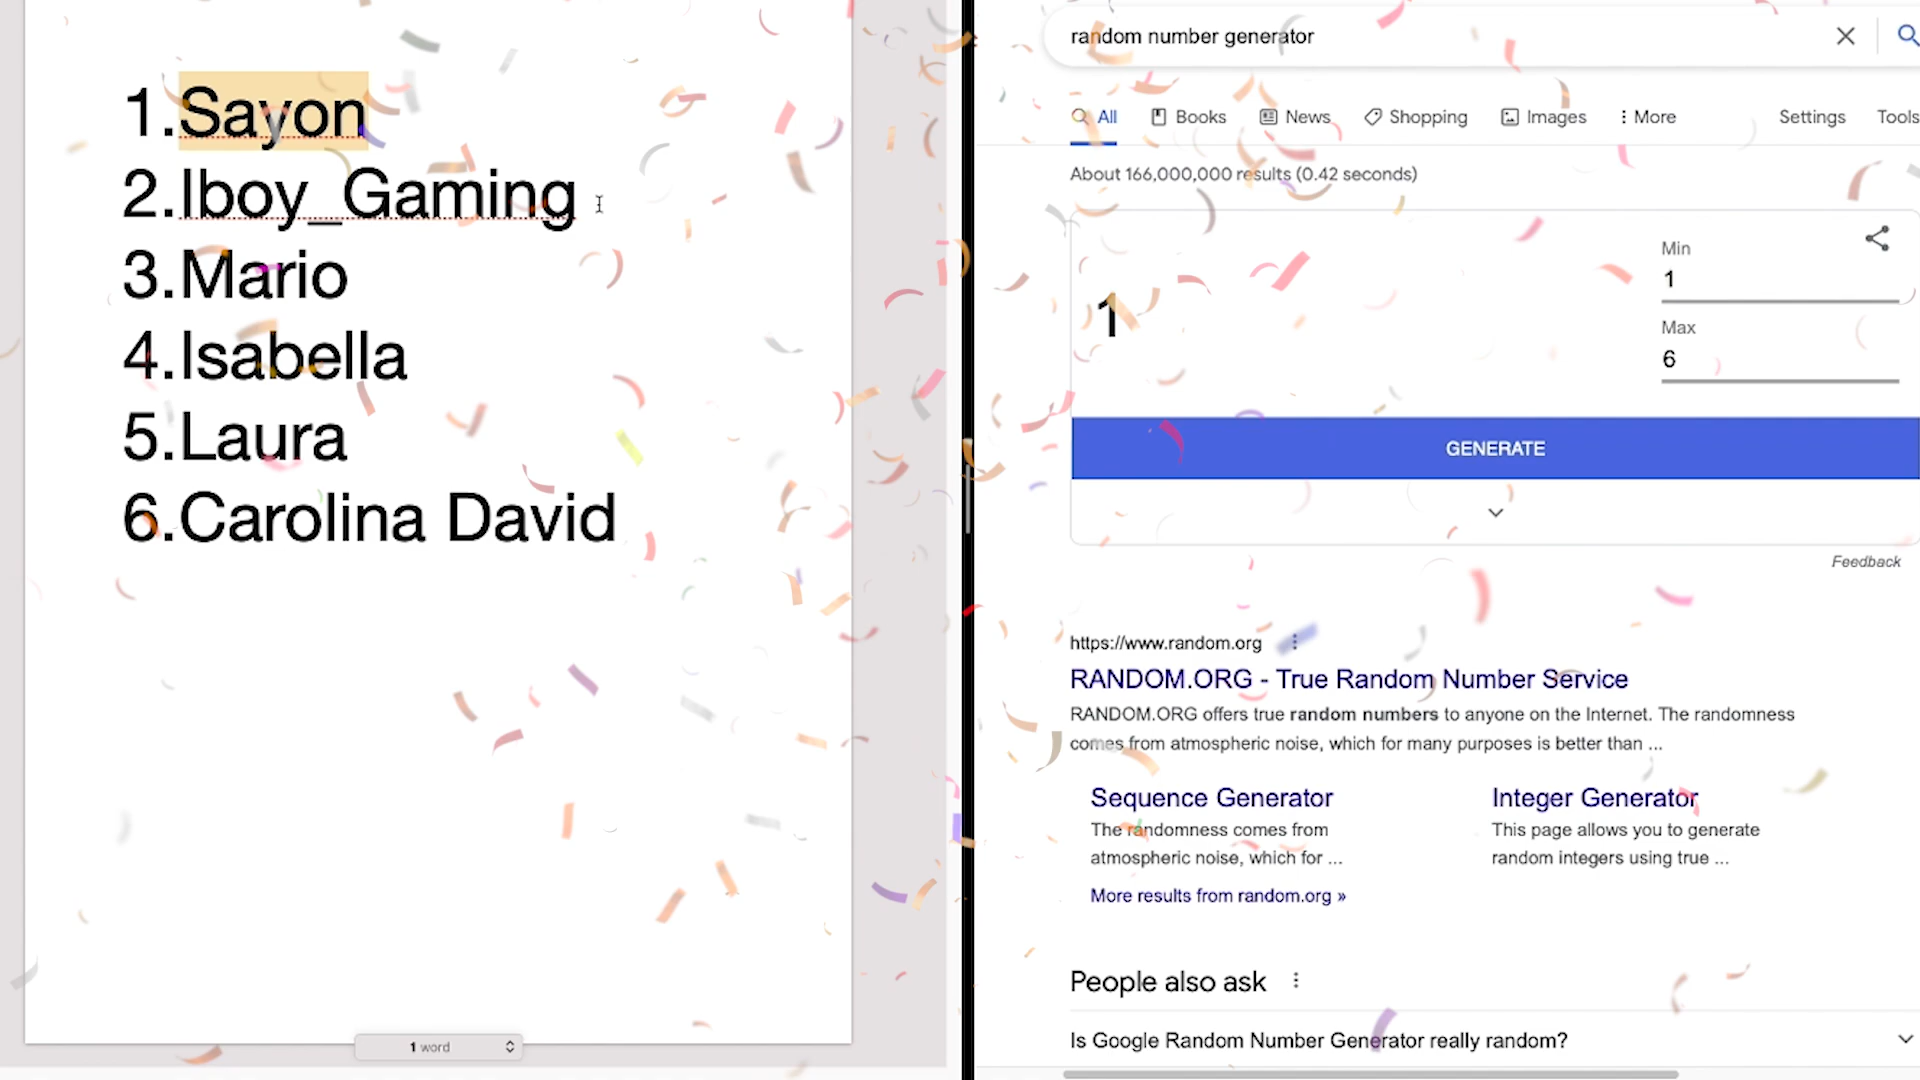 1.Sayon
2.Iboy_Gaming
3.Mario
4.Isabella
5.Laura
6.Carolina David
1 word
random number generator
All Books News Shopping Images More Settings Tools
About 166,000,000 results (0.42 seconds)
1
Min
1
Max
6
GENERATE
Feedback
https://www.random.org
RANDOM.ORG - True Random Number Service
RANDOM.ORG offers true random numbers to anyone on the Internet. The randomness
comes from atmospheric noise, which for many purposes is better than ...
Sequence Generator
The randomness comes from
atmospheric noise, which for ...
Integer Generator
This page allows you to generate
random integers using true ...
More results from random.org »
People also ask
Is Google Random Number Generator really random?